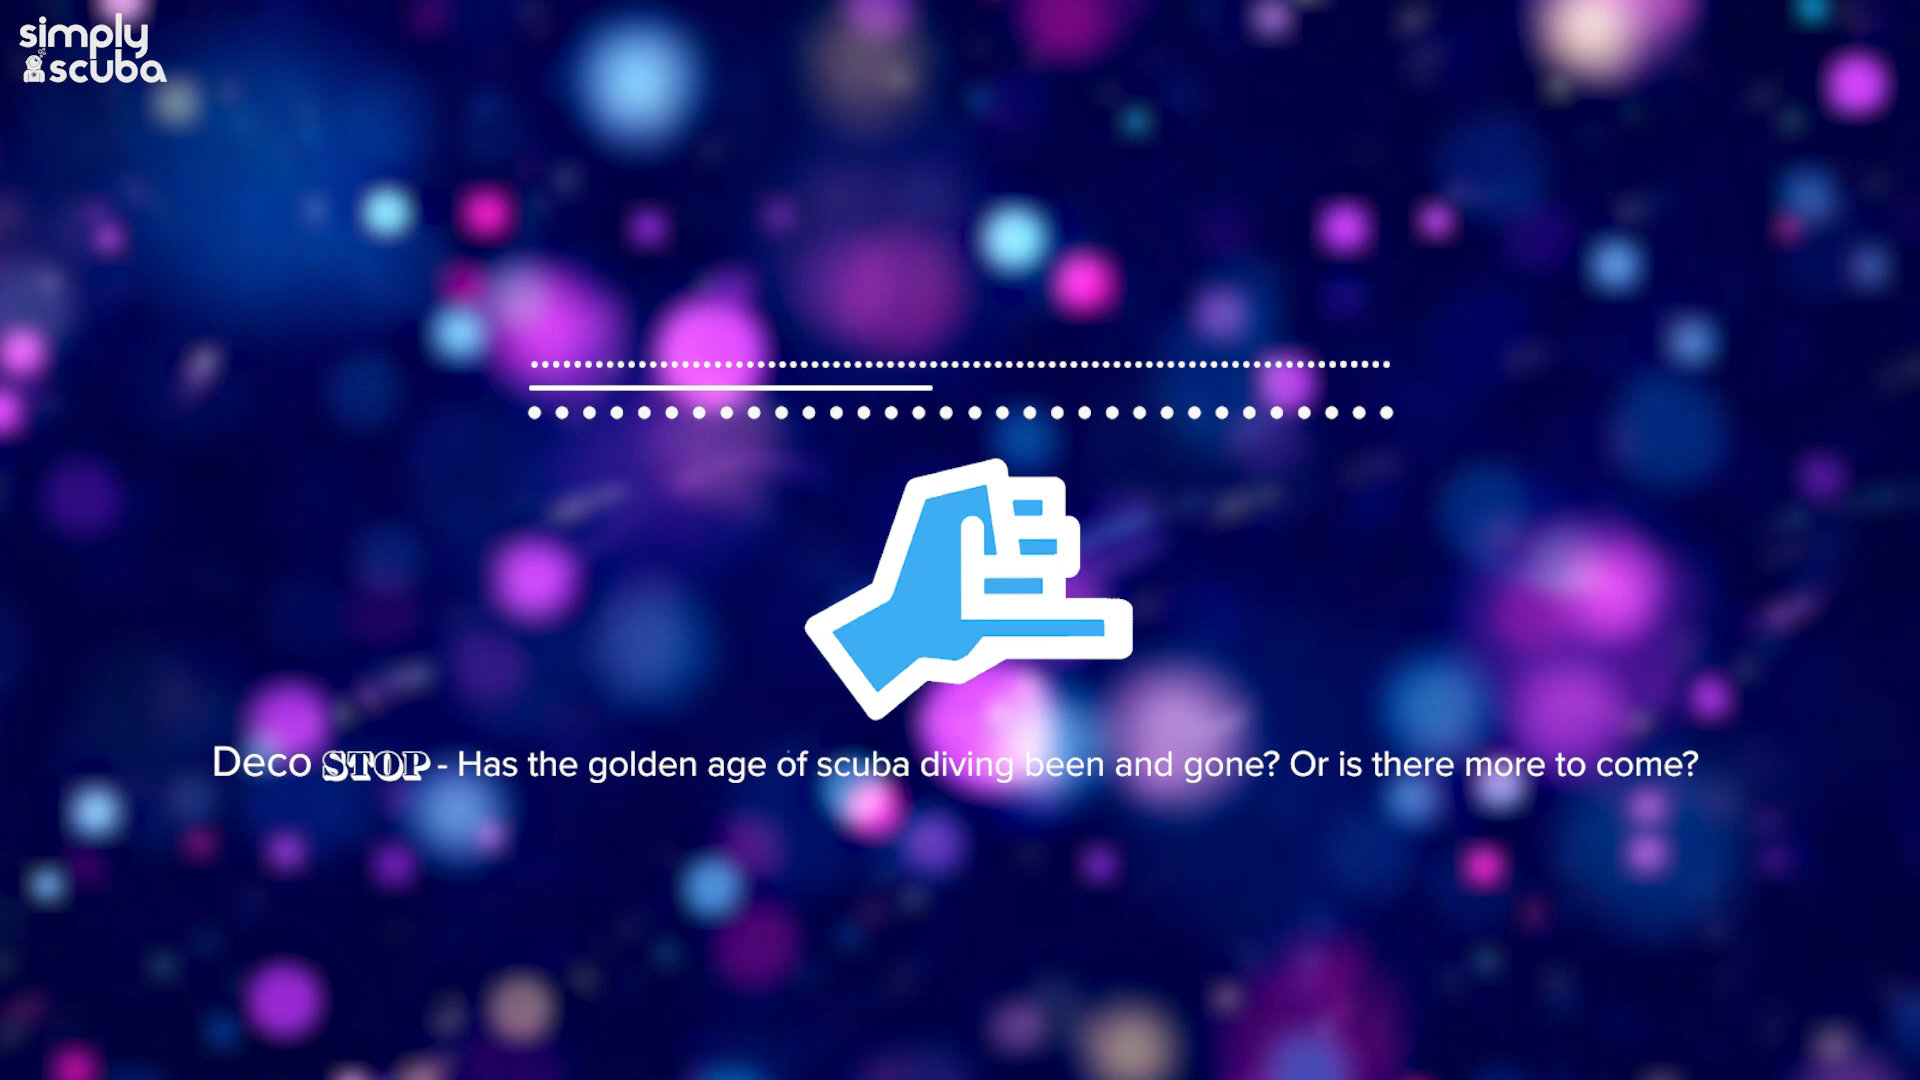 simply
scuba
Deco STOP - Has the golden age of scuba diving been and gone? Or is there more to come?